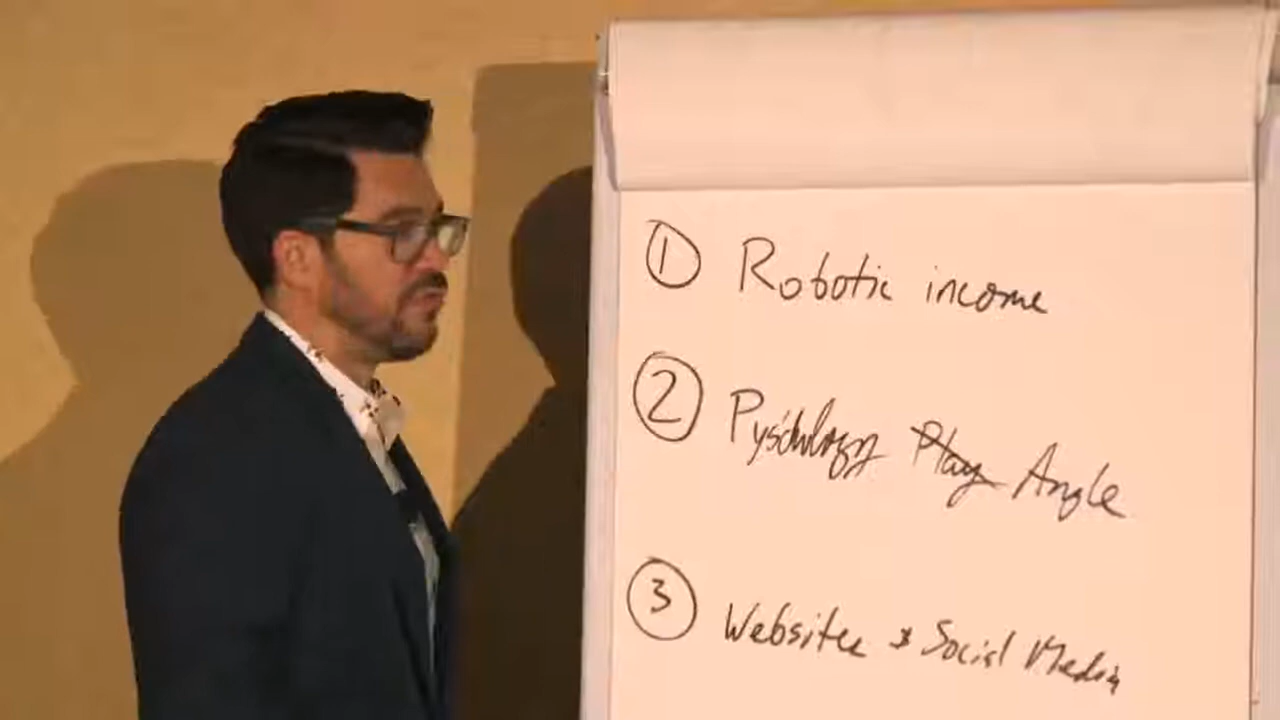 ① Robotic income
② Pyschology Play Angle
③ Websites & Social Media